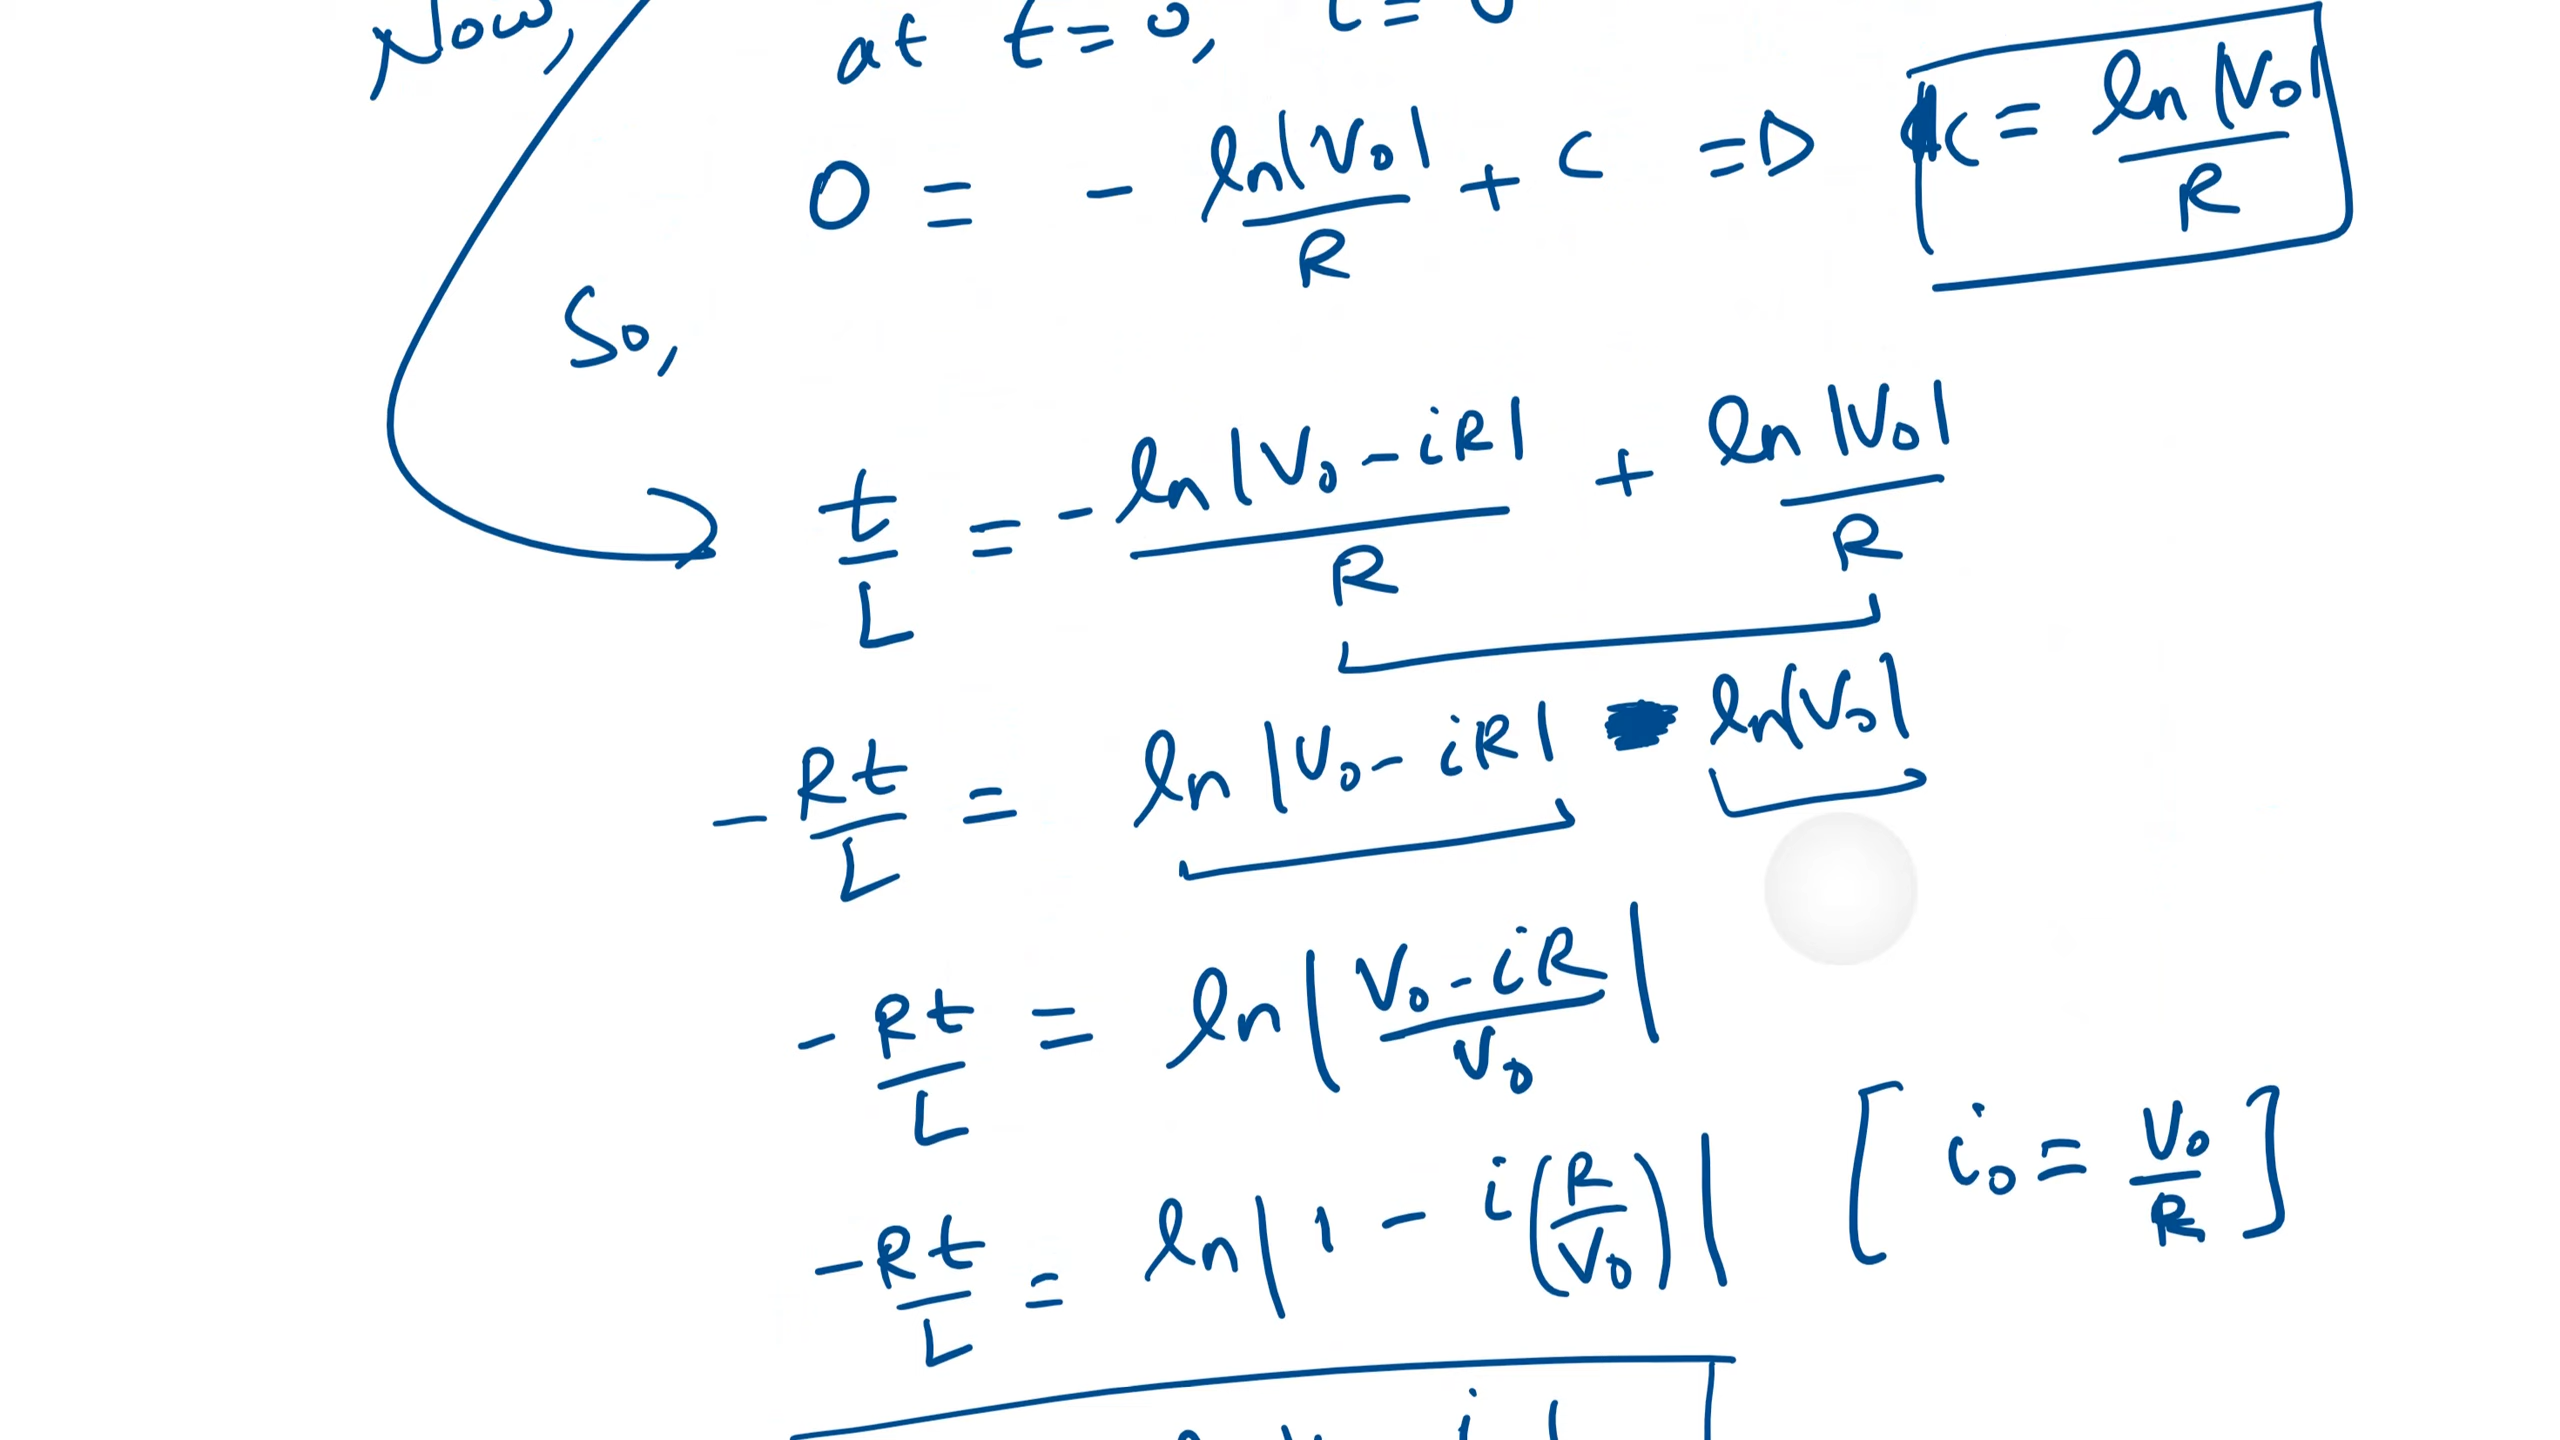 Now,
at t = 0, i = 0
0 = - ln|V₀|/R + C => C = ln|V₀|/R
So,
t/L = - ln|V₀ - iR|/R + ln|V₀|/R
- Rt/L = ln|V₀ - iR| - ln|V₀|
- Rt/L = ln|(V₀ - iR)/V₀|
- Rt/L = ln|1 - i(R/V₀)| [i₀ = V₀/R]